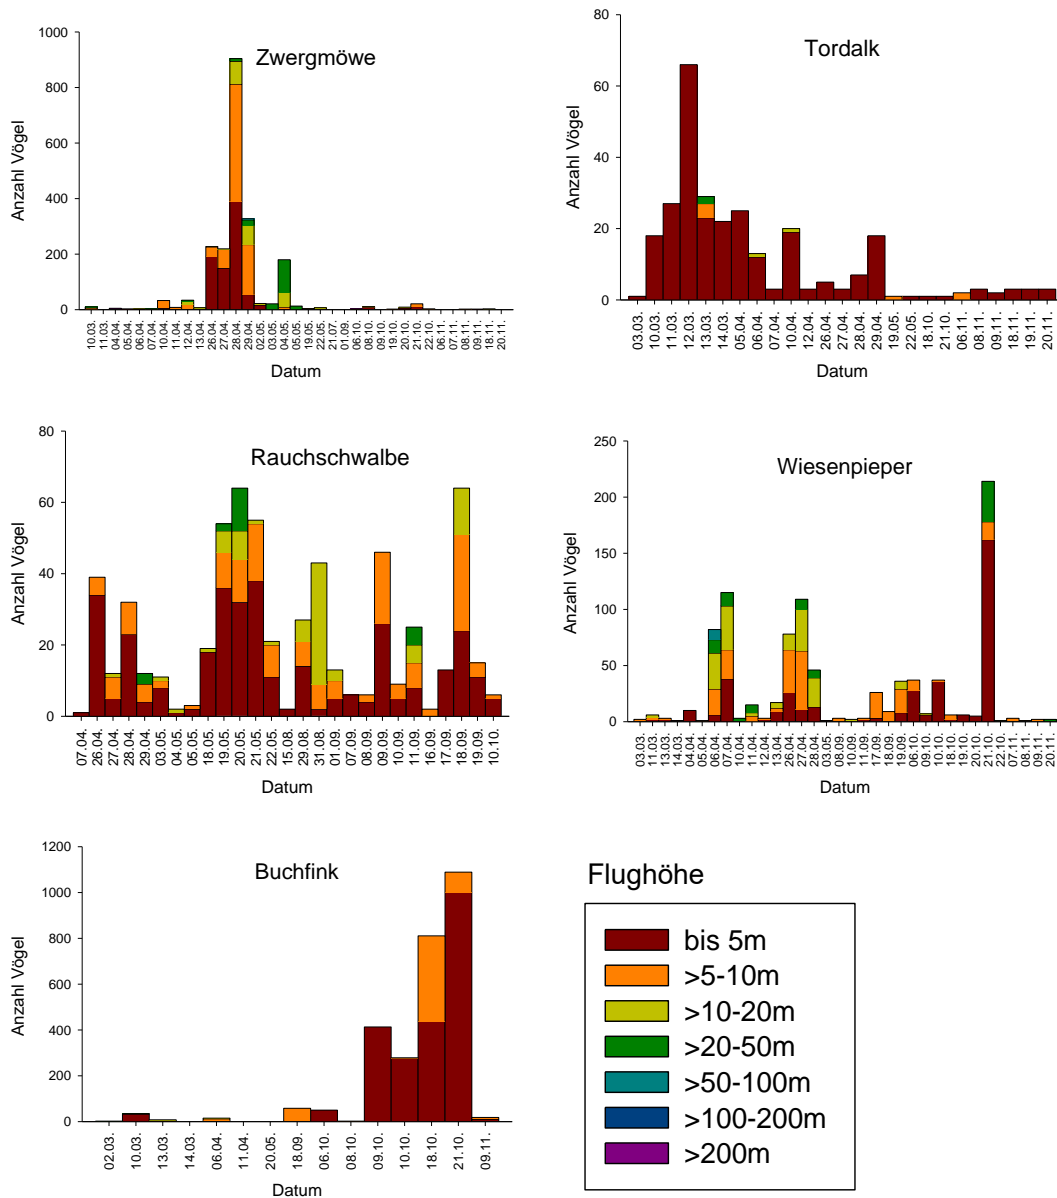 Zwergmöwe
Anzahl Vögel
1000
800
600
400
200
0
10.03. 11.03. 04.04. 05.04. 06.04. 07.04. 10.04. 11.04. 12.04. 13.04. 26.04. 27.04. 28.04. 29.04. 02.05. 03.05. 04.05. 05.05. 19.05. 22.05. 21.07. 01.09. 06.10. 08.10. 19.10. 20.10. 21.10. 22.10. 06.11. 07.11. 08.11. 09.11. 18.11. 20.11.
Datum
Tordalk
Anzahl Vögel
80
60
40
20
0
03.03. 10.03. 11.03. 12.03. 13.03. 14.03. 05.04. 06.04. 07.04. 10.04. 12.04. 26.04. 27.04. 28.04. 29.04. 19.05. 22.05. 18.10. 21.10. 06.11. 08.11. 09.11. 18.11. 19.11. 20.11.
Datum
Rauchschwalbe
Anzahl Vögel
80
60
40
20
0
07.04. 26.04. 27.04. 28.04. 29.04. 03.05. 04.05. 05.05. 18.05. 19.05. 20.05. 21.05. 22.05. 15.08. 29.08. 31.08. 01.09. 07.09. 08.09. 09.09. 10.09. 11.09. 16.09. 17.09. 18.09. 19.09. 10.10.
Datum
Wiesenpieper
Anzahl Vögel
250
200
150
100
50
0
03.03. 11.03. 13.03. 14.03. 04.04. 05.04. 06.04. 07.04. 10.04. 11.04. 12.04. 13.04. 26.04. 27.04. 28.04. 03.05. 08.09. 09.09. 11.09. 17.09. 18.09. 19.09. 06.10. 09.10. 10.10. 18.10. 19.10. 20.10. 21.10. 22.10. 07.11. 08.11. 09.11. 20.11.
Datum
Buchfink
Anzahl Vögel
1200
1000
800
600
400
200
0
02.03. 10.03. 13.03. 14.03. 06.04. 11.04. 20.05. 18.09. 06.10. 08.10. 09.10. 10.10. 18.10. 21.10. 09.11.
Datum
Flughöhe
bis 5m
>5-10m
>10-20m
>20-50m
>50-100m
>100-200m
>200m